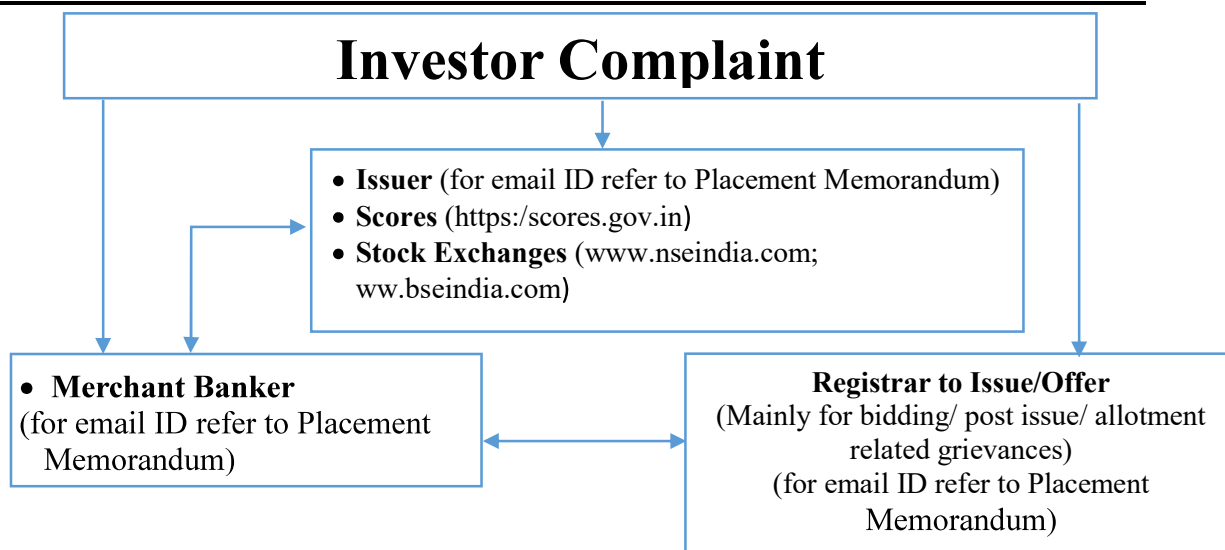 Investor Complaint
• Issuer (for email ID refer to Placement Memorandum)
• Scores (https:/scores.gov.in)
• Stock Exchanges (www.nseindia.com;
ww.bseindia.com)
• Merchant Banker
(for email ID refer to Placement
Memorandum)
Registrar to Issue/Offer
(Mainly for bidding/ post issue/ allotment
related grievances)
(for email ID refer to Placement
Memorandum)